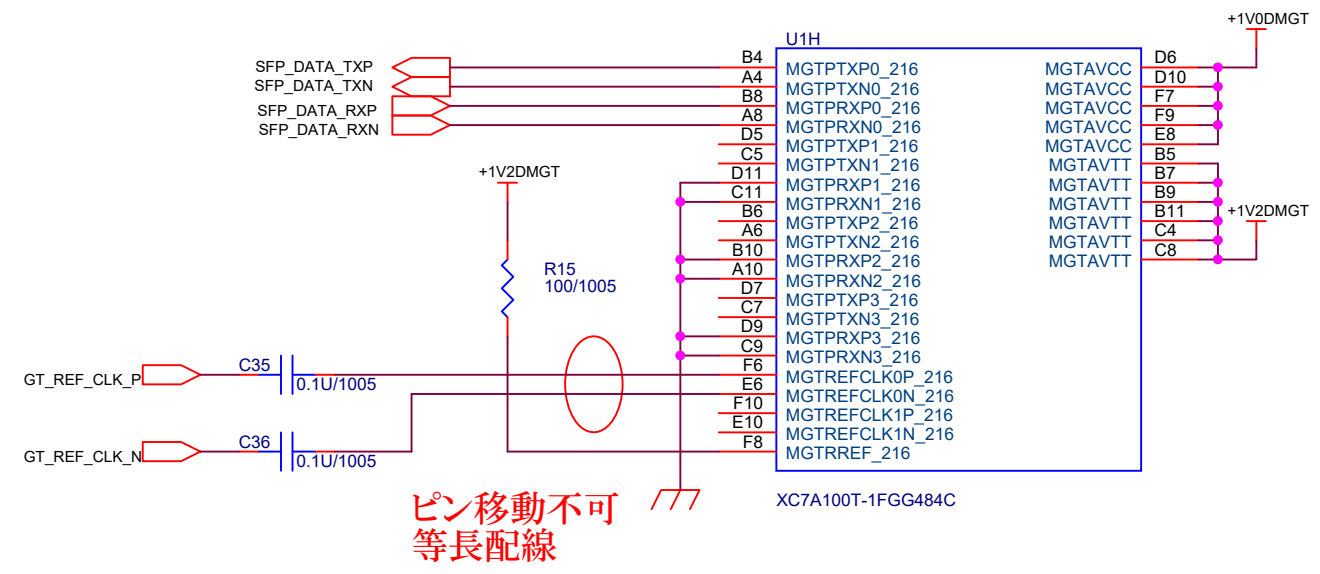 +1V0DMGT
U1H
SFP_DATA_TXP
SFP_DATA_TXN
SFP_DATA_RXP
SFP_DATA_RXN
B4 MGTPTXP0_216 MGTAVCC D6
A4 MGTPTXN0_216 MGTAVCC D10
B8 MGTPRXP0_216 MGTAVCC F7
A8 MGTPRXN0_216 MGTAVCC F9
D5 MGTPTXP1_216 MGTAVCC E8
C5 MGTPTXN1_216 MGTAVTT B5
D11 MGTPRXP1_216 MGTAVTT B7
C11 MGTPRXN1_216 MGTAVTT B9
B6 MGTPTXP2_216 MGTAVTT B11
A6 MGTPTXN2_216 MGTAVTT C4
B10 MGTPRXP2_216 MGTAVTT C8
A10 MGTPRXN2_216
D7 MGTPTXP3_216
C7 MGTPTXN3_216
D9 MGTPRXP3_216
C9 MGTPRXN3_216
F6 MGTREFCLK0P_216
E6 MGTREFCLK0N_216
F10 MGTREFCLK1P_216
E10 MGTREFCLK1N_216
F8 MGTRREF_216
+1V2DMGT
+1V2DMGT
R15
100/1005
C35
GT_REF_CLK_P
0.1U/1005
C36
GT_REF_CLK_N
0.1U/1005
XC7A100T-1FGG484C
ピン移動不可
等長配線